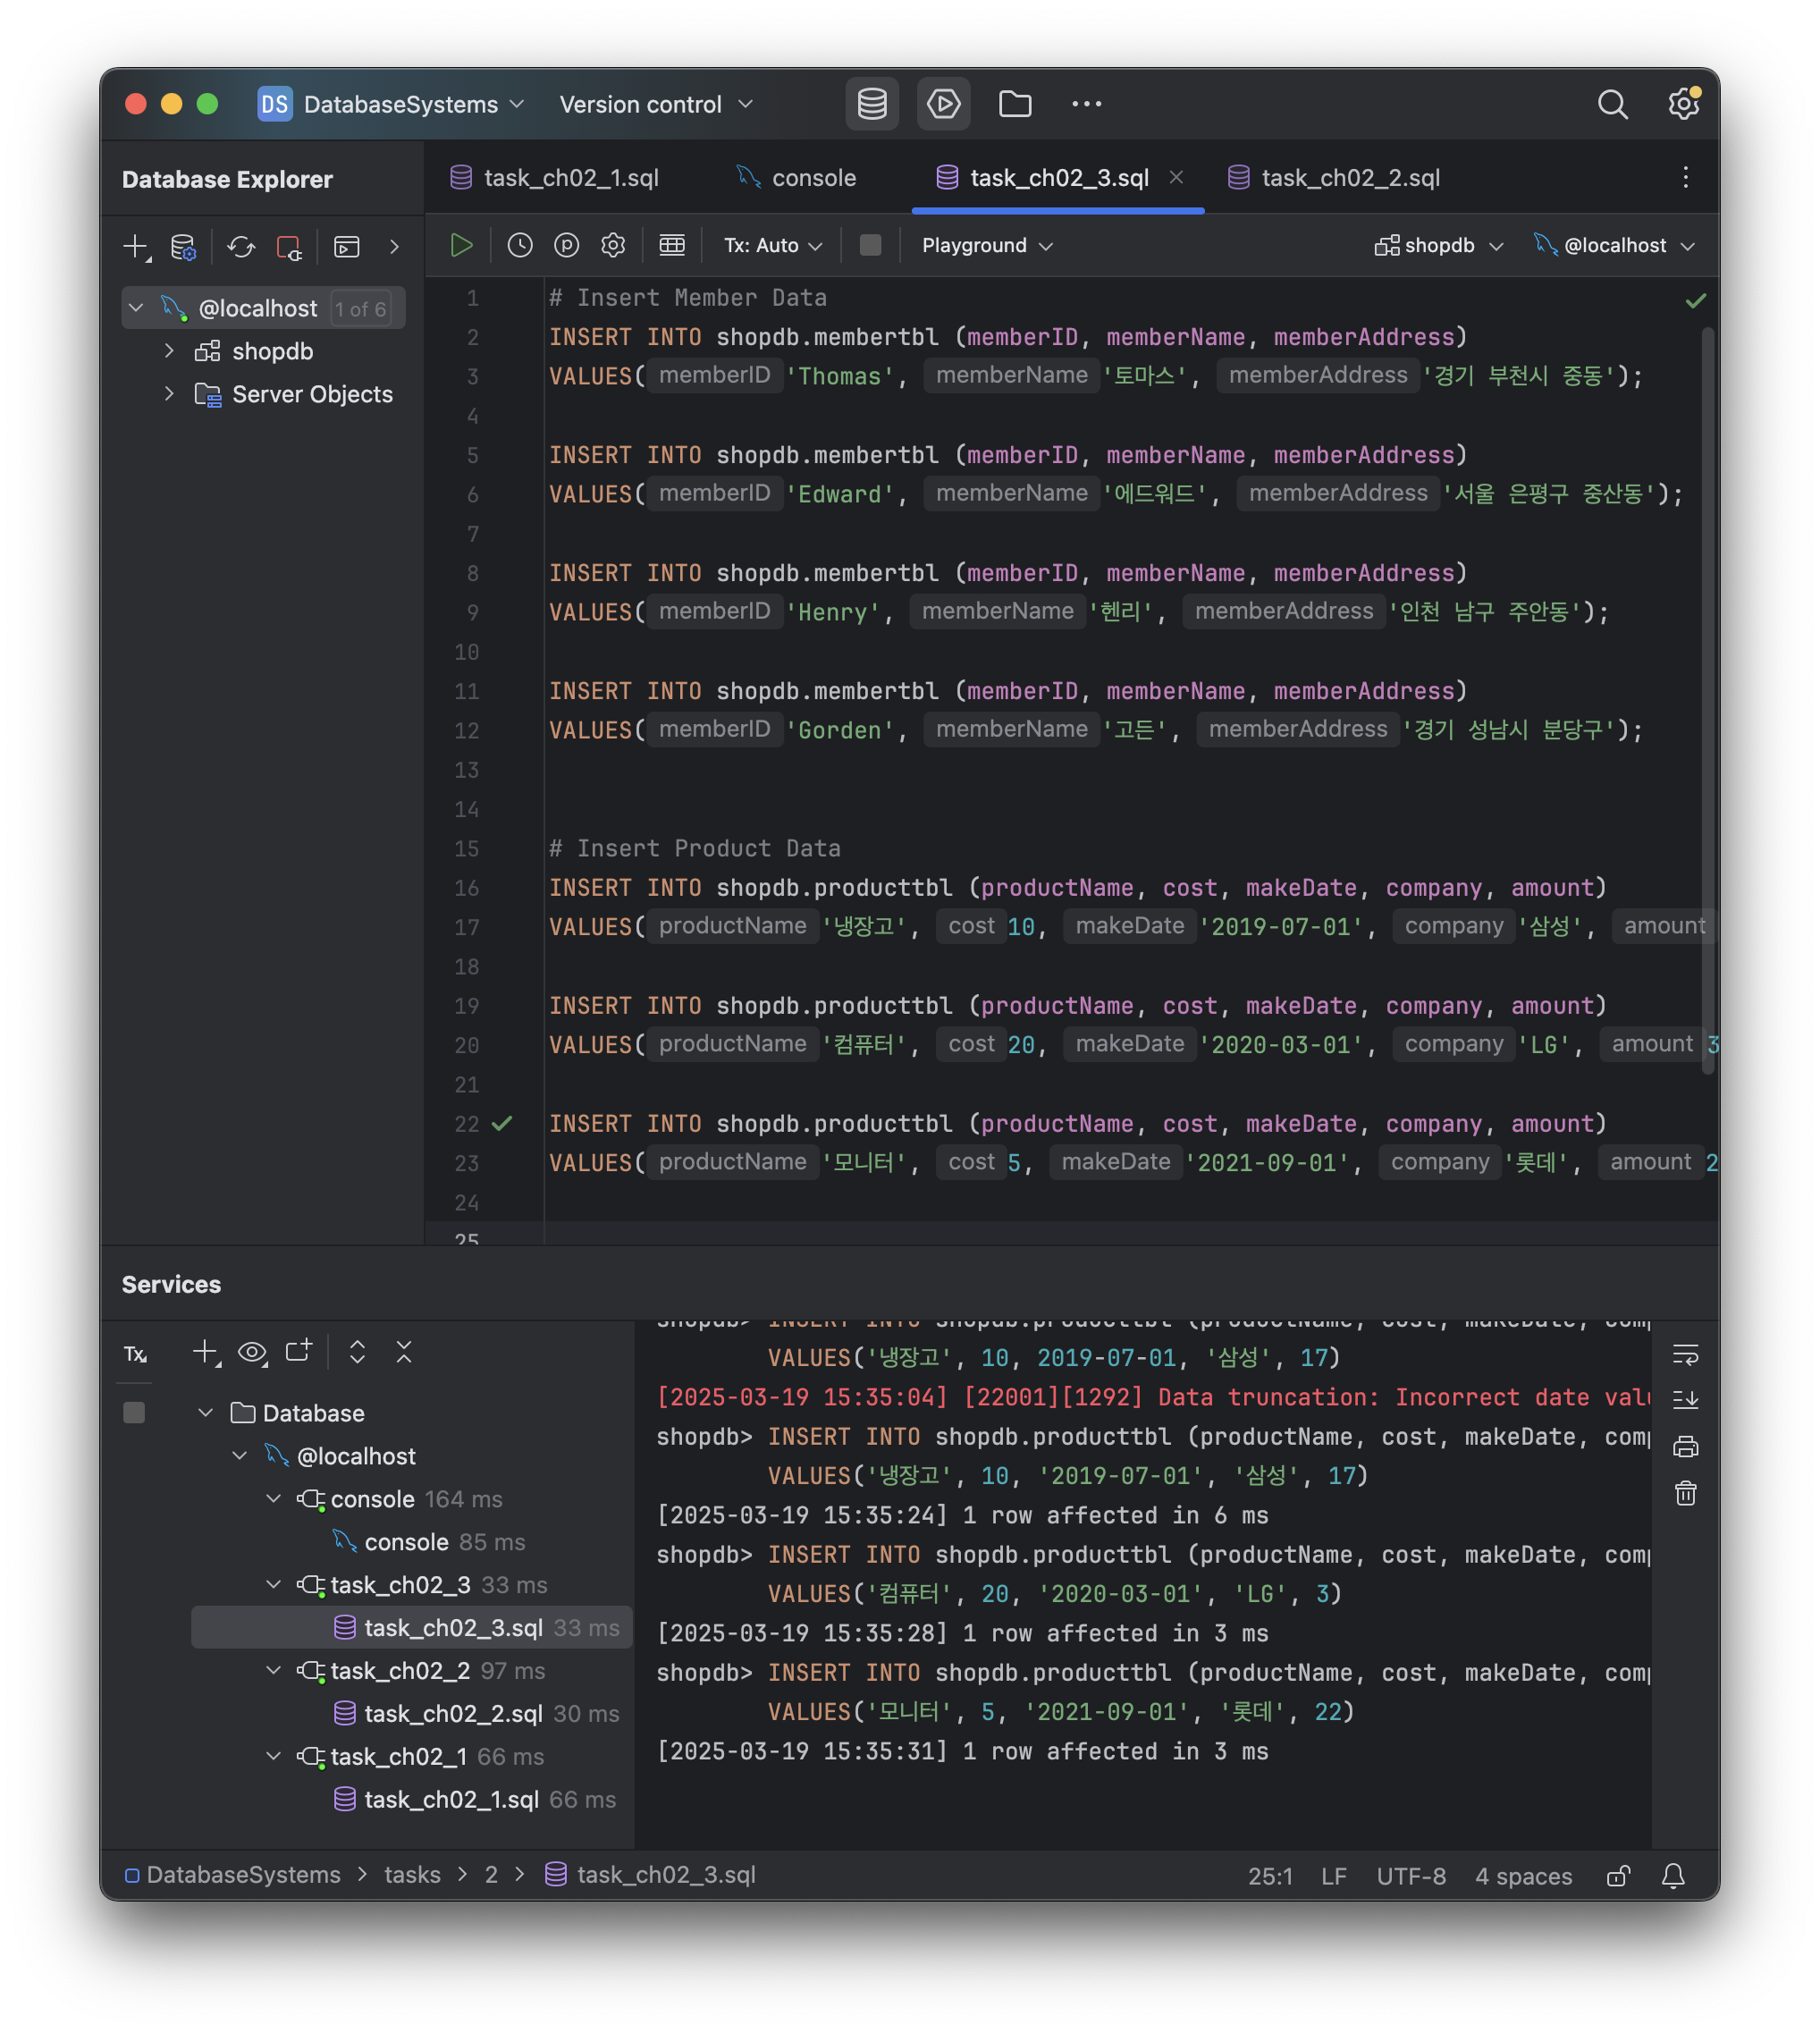 DS DatabaseSystems Version control
Database Explorer
task_ch02_1.sql console task_ch02_3.sql task_ch02_2.sql
Tx: Auto Playground shopdb @localhost
@localhost 1 of 6
shopdb
Server Objects
1 # Insert Member Data
2 INSERT INTO shopdb.membertbl (memberID, memberName, memberAddress)
3 VALUES( memberID 'Thomas', memberName '토마스', memberAddress '경기 부천시 중동');
4
5 INSERT INTO shopdb.membertbl (memberID, memberName, memberAddress)
6 VALUES( memberID 'Edward', memberName '에드워드', memberAddress '서울 은평구 중산동');
7
8 INSERT INTO shopdb.membertbl (memberID, memberName, memberAddress)
9 VALUES( memberID 'Henry', memberName '헨리', memberAddress '인천 남구 주안동');
10
11 INSERT INTO shopdb.membertbl (memberID, memberName, memberAddress)
12 VALUES( memberID 'Gorden', memberName '고든', memberAddress '경기 성남시 분당구');
13
14
15 # Insert Product Data
16 INSERT INTO shopdb.producttbl (productName, cost, makeDate, company, amount)
17 VALUES( productName '냉장고', cost 10, makeDate '2019-07-01', company '삼성', amount
18
19 INSERT INTO shopdb.producttbl (productName, cost, makeDate, company, amount)
20 VALUES( productName '컴퓨터', cost 20, makeDate '2020-03-01', company 'LG', amount 3
21
22 INSERT INTO shopdb.producttbl (productName, cost, makeDate, company, amount)
23 VALUES( productName '모니터', cost 5, makeDate '2021-09-01', company '롯데', amount 2
24
25
Services
Tx
Database
@localhost
console 164 ms
console 85 ms
task_ch02_3 33 ms
task_ch02_3.sql 33 ms
task_ch02_2 97 ms
task_ch02_2.sql 30 ms
task_ch02_1 66 ms
task_ch02_1.sql 66 ms
shopdb> INSERT INTO shopdb.producttbl (productName, cost, makeDate, comp
VALUES('냉장고', 10, 2019-07-01, '삼성', 17)
[2025-03-19 15:35:04] [22001][1292] Data truncation: Incorrect date valu
shopdb> INSERT INTO shopdb.producttbl (productName, cost, makeDate, comp
VALUES('냉장고', 10, '2019-07-01', '삼성', 17)
[2025-03-19 15:35:24] 1 row affected in 6 ms
shopdb> INSERT INTO shopdb.producttbl (productName, cost, makeDate, comp
VALUES('컴퓨터', 20, '2020-03-01', 'LG', 3)
[2025-03-19 15:35:28] 1 row affected in 3 ms
shopdb> INSERT INTO shopdb.producttbl (productName, cost, makeDate, comp
VALUES('모니터', 5, '2021-09-01', '롯데', 22)
[2025-03-19 15:35:31] 1 row affected in 3 ms
DatabaseSystems > tasks > 2 > task_ch02_3.sql 25:1 LF UTF-8 4 spaces